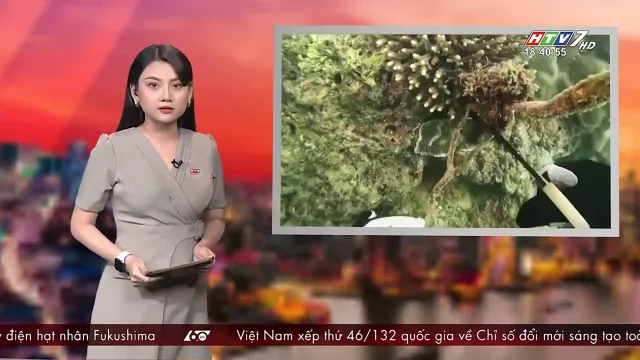 HTV7 HD
18:40:55
y điện hạt nhân Fukushima 60 Việt Nam xếp thứ 46/132 quốc gia về Chỉ số đổi mới sáng tạo toà